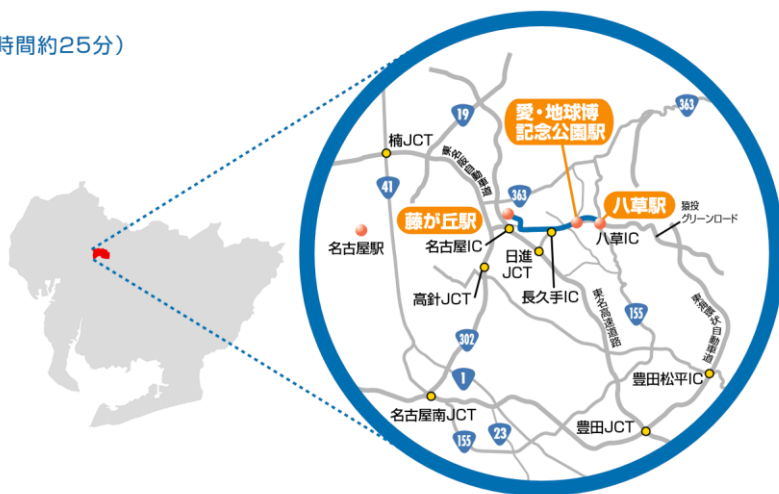 時間約25分）
363
19
愛・地球博
記念公園駅
楠JCT
東名阪自動車道
41
363
八草駅
猿投
グリーンロード
藤が丘駅
名古屋駅
名古屋IC
八草IC
日進
JCT
長久手IC
高針JCT
東名高速道路
東海環状自動車道
155
302
1
豊田松平IC
名古屋南JCT
豊田JCT
23
155